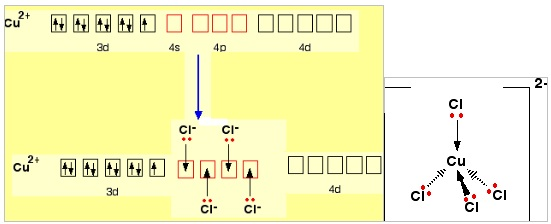 Cu2+
3d 4s 4p 4d
Cl- Cl-
Cu2+
3d 4d
Cl- Cl-
2-
Cl
Cu
Cl Cl Cl